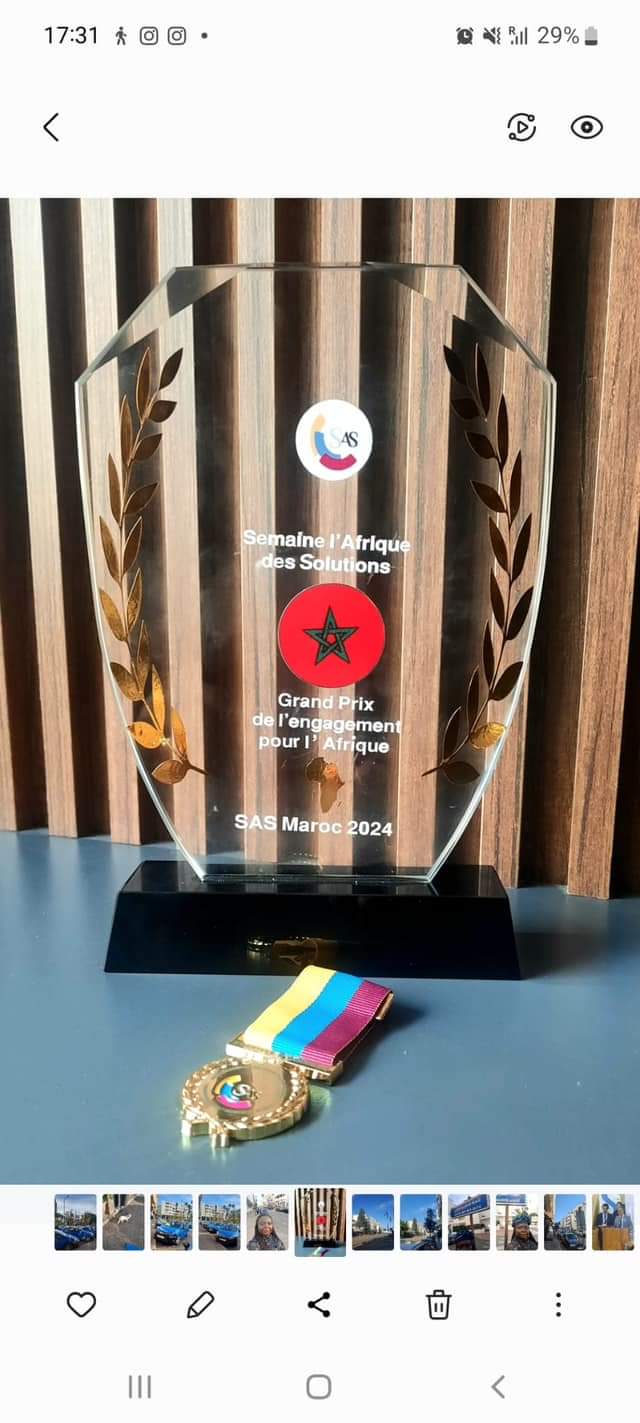 17:31
29%
SAS
Semaine l'Afrique
des Solutions
Grand Prix
de l'engagement
pour l' Afrique
SAS Maroc 2024